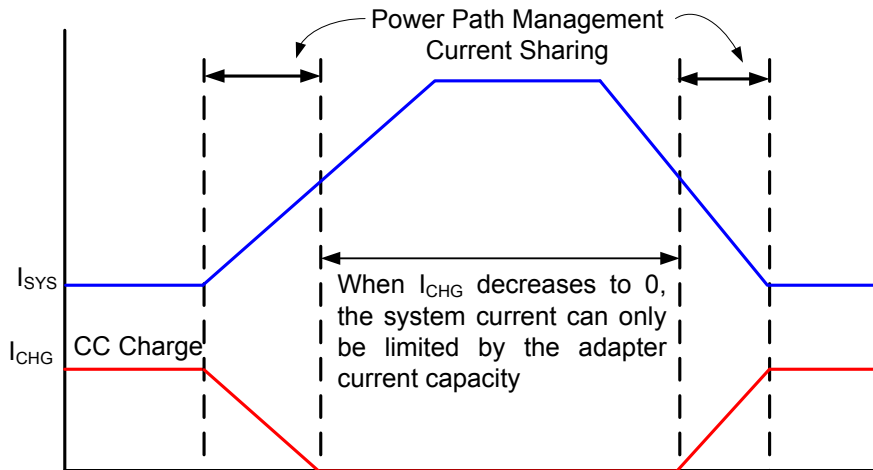 Power Path Management
Current Sharing
I_SYS
When I_CHG decreases to 0,
the system current can only
be limited by the adapter
current capacity
I_CHG
CC Charge